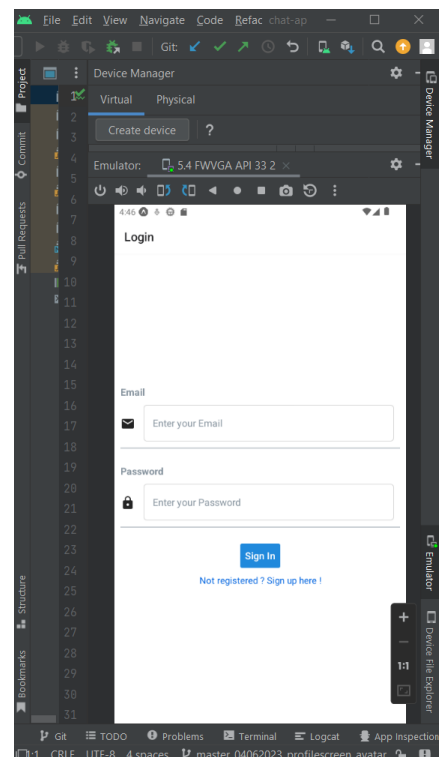 File Edit View Navigate Code Refac chat-ap
Git:
Project
Commit
Pull Requests
Structure
Bookmarks
Device Manager
Virtual Physical
Create device ?
Emulator: 5.4 FWVGA API 33 2
4:46
Login
Email
Enter your Email
Password
Enter your Password
Sign In
Not registered ? Sign up here !
1
2
3
4
5
6
7
8
9
10
11
12
13
14
15
16
17
18
19
20
21
22
23
24
25
26
27
28
29
30
31
1:1
Device Manager
Emulator
Device File Explorer
Git TODO Problems Terminal Logcat App Inspection
1:1 CRLF UTF-8 4 spaces master_04062023_profilescreen_avatar